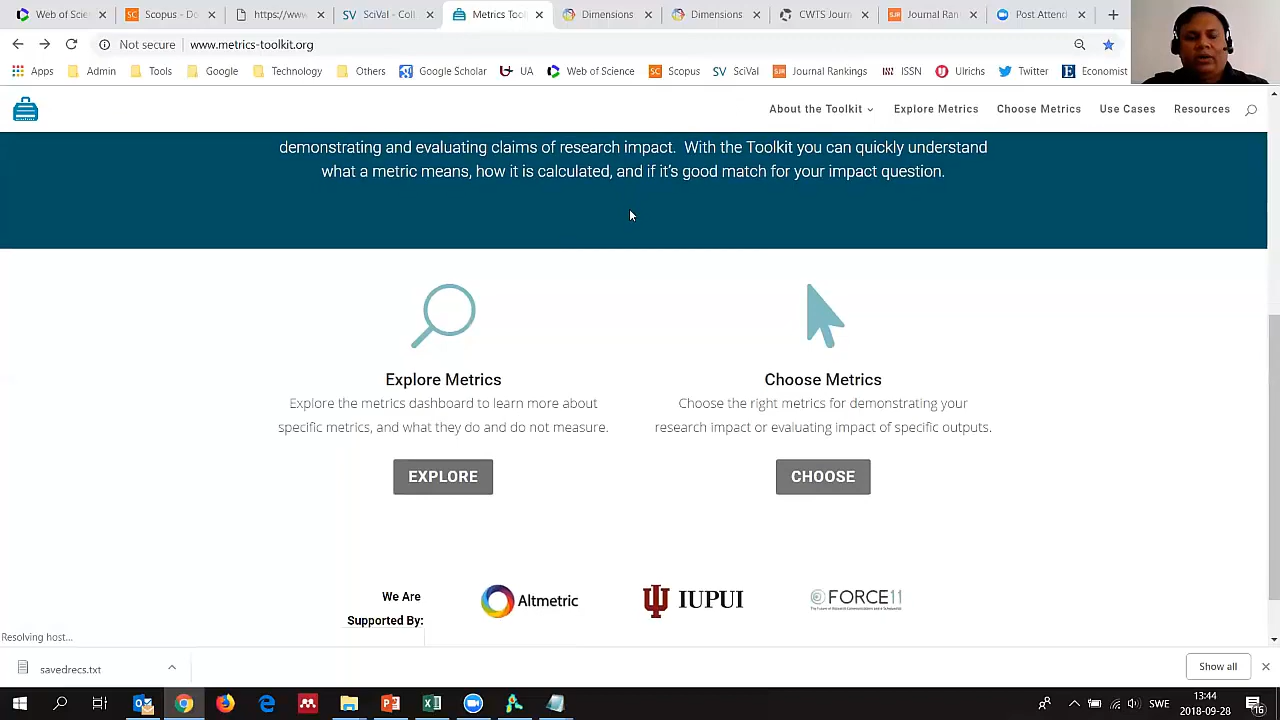 Web of Scien
Scopus - Do
https://www
SciVal - Coll
Metrics Tool
Dimensions
Dimensions
CWTS Journ
Journal Rank
Post Attend
Not secure
www.metrics-toolkit.org
Apps
Admin
Tools
Google
Technology
Others
Google Scholar
UA
Web of Science
Scopus
SciVal
Journal Rankings
ISSN
Ulrichs
Twitter
Economist
About the Toolkit
Explore Metrics
Choose Metrics
Use Cases
Resources
demonstrating and evaluating claims of research impact. With the Toolkit you can quickly understand
what a metric means, how it is calculated, and if it's good match for your impact question.
Explore Metrics
Explore the metrics dashboard to learn more about
specific metrics, and what they do and do not measure.
EXPLORE
Choose Metrics
Choose the right metrics for demonstrating your
research impact or evaluating impact of specific outputs.
CHOOSE
We Are
Supported By:
Altmetric
IUPUI
FORCE11
Resolving host...
savedrecs.txt
Show all
SWE
13:44
2018-09-28